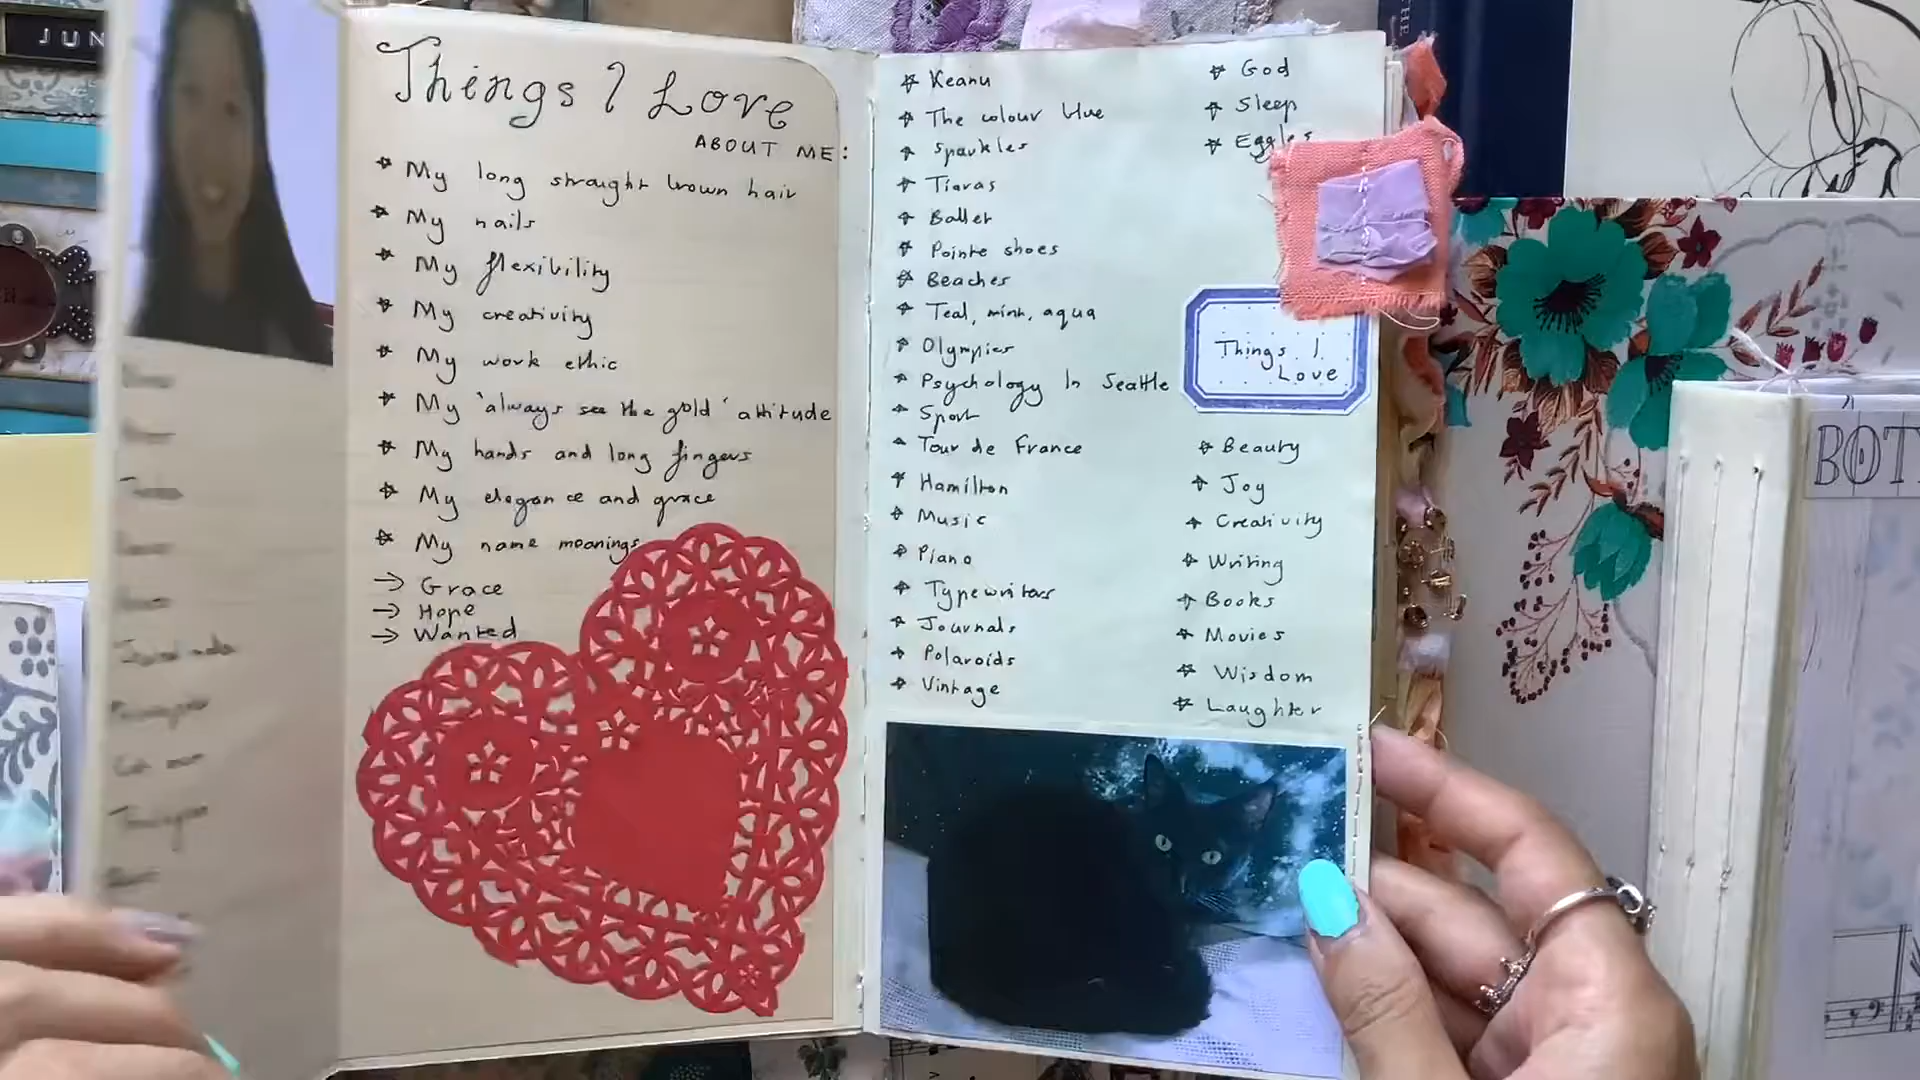 JUN
Things I Love
ABOUT ME:
My long straight brown hair
My nails
My flexibility
My creativity
My work ethic
My 'always see the gold' attitude
My hands and long fingers
My elegance and grace
My name meanings
→ Grace
→ Hope
→ Wanted
Keanu
The colour blue
Sparkles
Tiaras
Ballet
Pointe shoes
Beaches
Teal, mint, aqua
Olympics
Psychology In Seattle
Sport
Tour de France
Hamilton
Music
Piano
Typewriters
Journals
Polaroids
Vintage
God
Sleep
Eggles
Things I
Love
Beauty
Joy
Creativity
Writing
Books
Movies
Wisdom
Laughter
THE
BOT